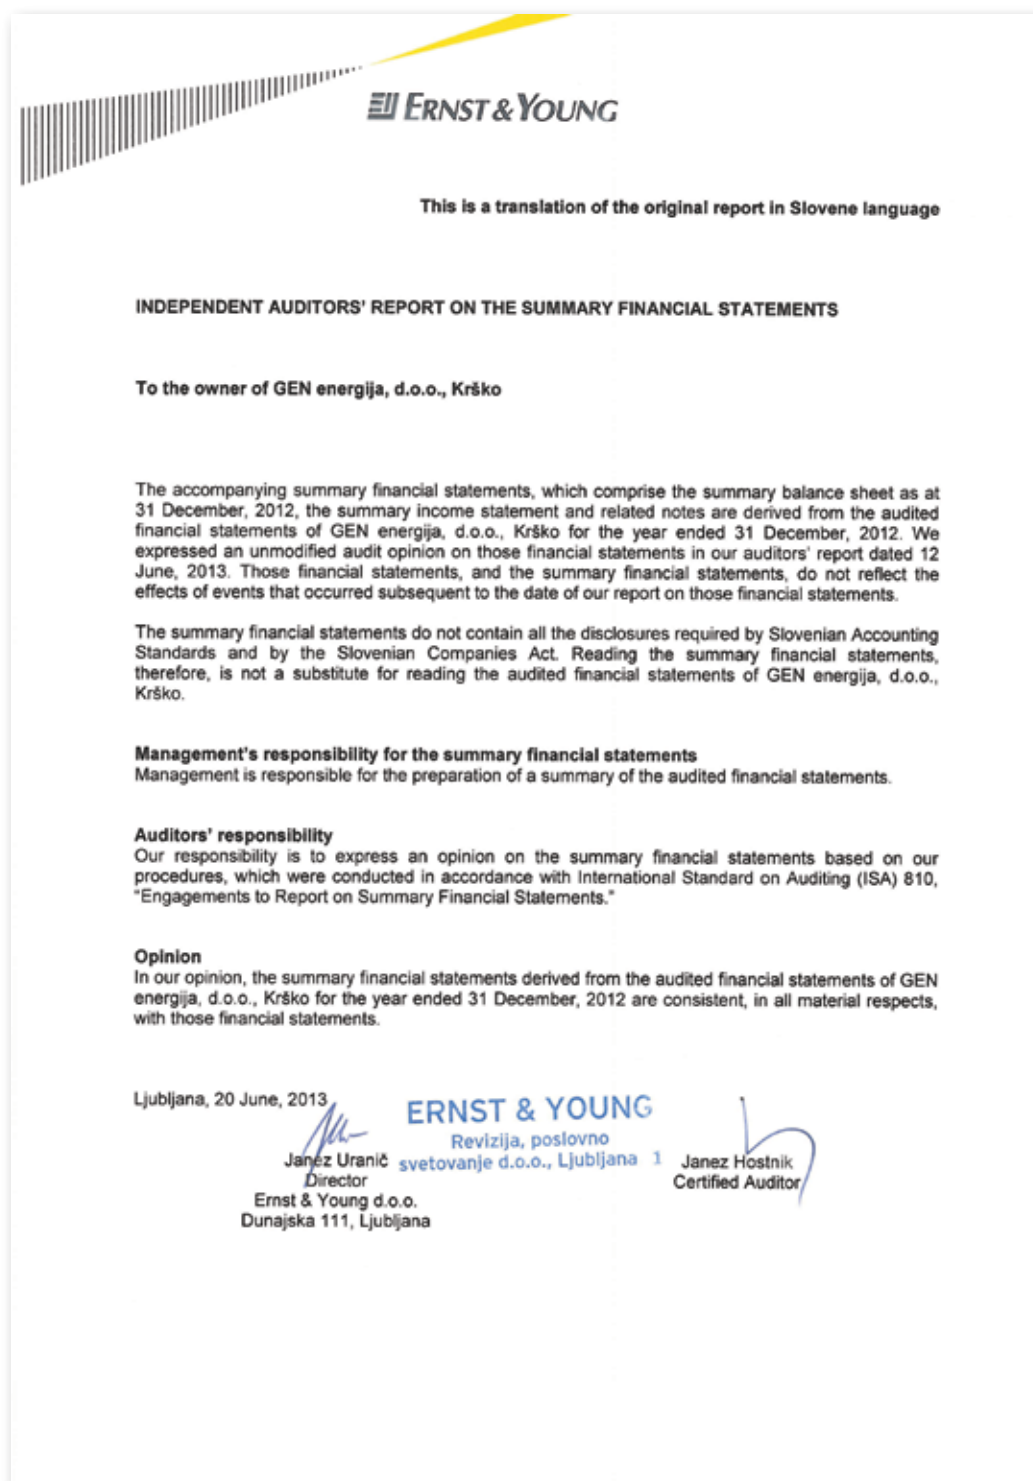 ERNST & YOUNG
This is a translation of the original report in Slovene language
INDEPENDENT AUDITORS' REPORT ON THE SUMMARY FINANCIAL STATEMENTS
To the owner of GEN energija, d.o.o., Krško
The accompanying summary financial statements, which comprise the summary balance sheet as at
31 December, 2012, the summary income statement and related notes are derived from the audited
financial statements of GEN energija, d.o.o., Krško for the year ended 31 December, 2012. We
expressed an unmodified audit opinion on those financial statements in our auditors' report dated 12
June, 2013. Those financial statements, and the summary financial statements, do not reflect the
effects of events that occurred subsequent to the date of our report on those financial statements.
The summary financial statements do not contain all the disclosures required by Slovenian Accounting
Standards and by the Slovenian Companies Act. Reading the summary financial statements,
therefore, is not a substitute for reading the audited financial statements of GEN energija, d.o.o.,
Krško.
Management's responsibility for the summary financial statements
Management is responsible for the preparation of a summary of the audited financial statements.
Auditors' responsibility
Our responsibility is to express an opinion on the summary financial statements based on our
procedures, which were conducted in accordance with International Standard on Auditing (ISA) 810,
"Engagements to Report on Summary Financial Statements."
Opinion
In our opinion, the summary financial statements derived from the audited financial statements of GEN
energija, d.o.o., Krško for the year ended 31 December, 2012 are consistent, in all material respects,
with those financial statements.
Ljubljana, 20 June, 2013
ERNST & YOUNG
Revizija, poslovno
svetovanje d.o.o., Ljubljana 1
Janez Uranič
Director
Ernst & Young d.o.o.
Dunajska 111, Ljubljana
Janez Hostnik
Certified Auditor